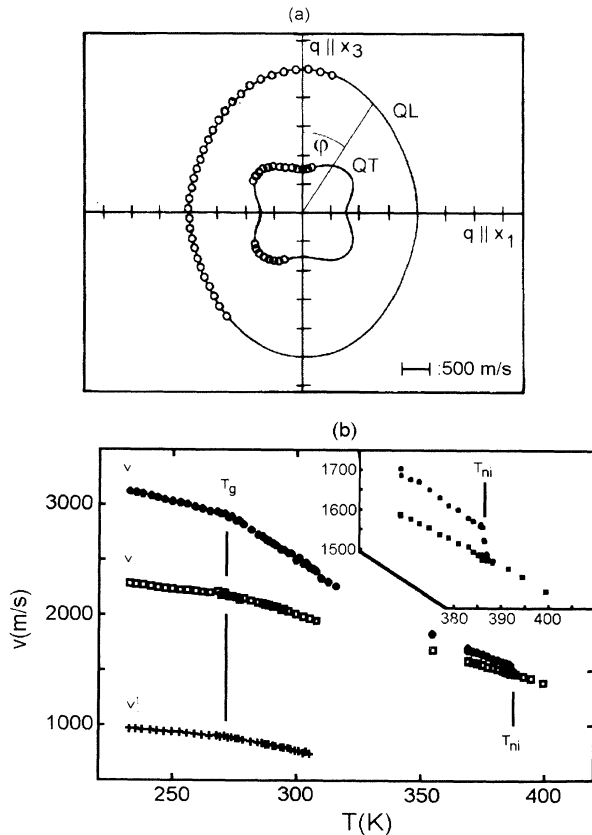 (a)
q || x3
QL
φ
QT
q || x1
:500 m/s
(b)
v
Tg
1700
Tni
3000
1600
1500
v
v(m/s)
2000
380 390 400
1000
v
Tni
250 300 350 400
T(K)